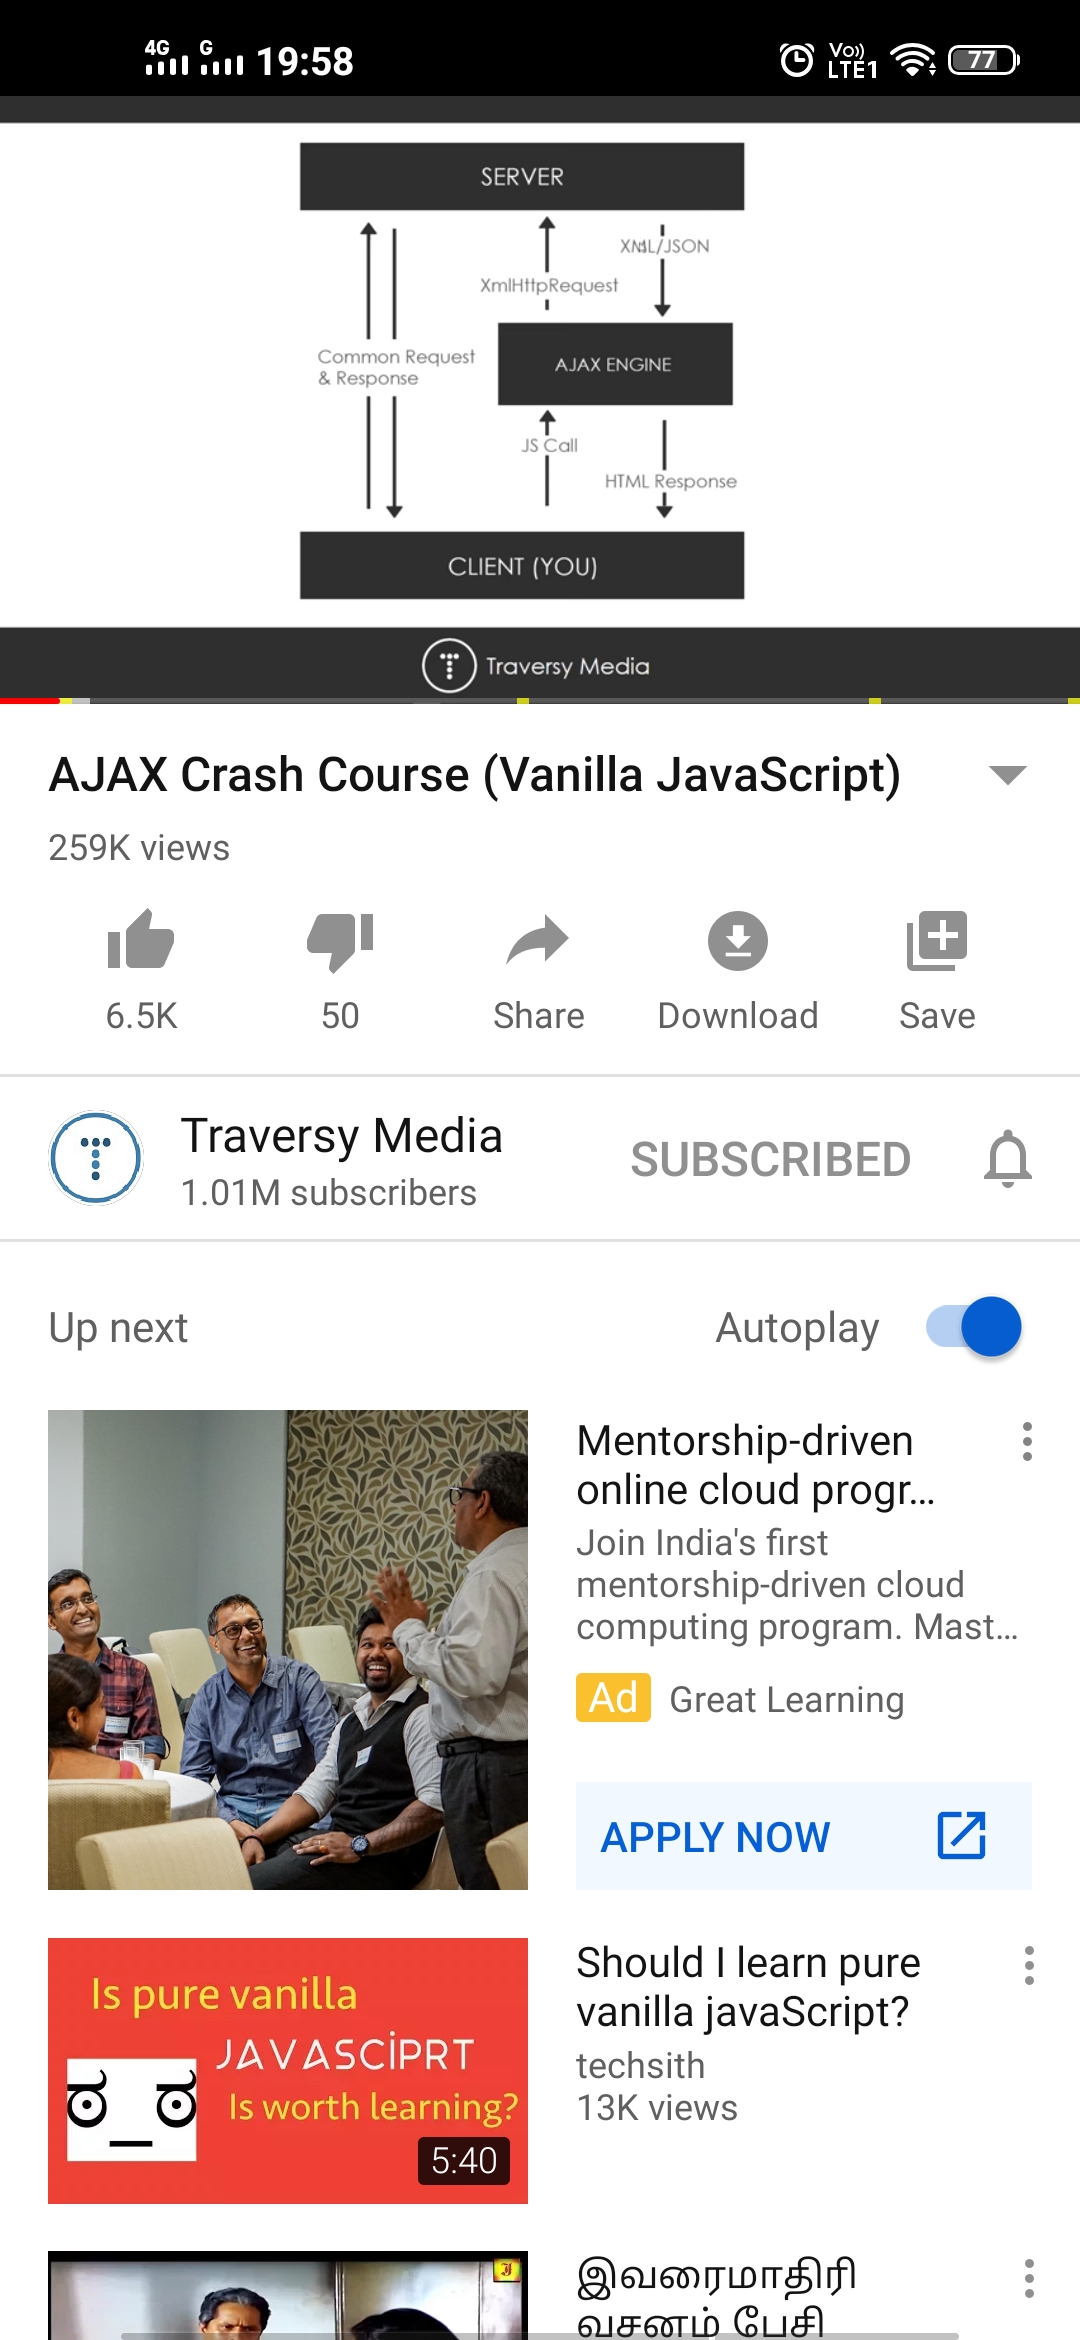 4G G 19:58 Vo)) LTE1 77
SERVER
XML/JSON
XmlHttpRequest
Common Request
& Response
AJAX ENGINE
JS Call
HTML Response
CLIENT (YOU)
Traversy Media
AJAX Crash Course (Vanilla JavaScript)
259K views
6.5K 50 Share Download Save
Traversy Media
1.01M subscribers
SUBSCRIBED
Up next Autoplay
Mentorship-driven
online cloud progr...
Join India's first
mentorship-driven cloud
computing program. Mast...
Ad Great Learning
APPLY NOW
Is pure vanilla
JAVASCİPRT
Is worth learning?
5:40
Should I learn pure
vanilla javaScript?
techsith
13K views
இவரைமாதிரி
வசனம் பேசி